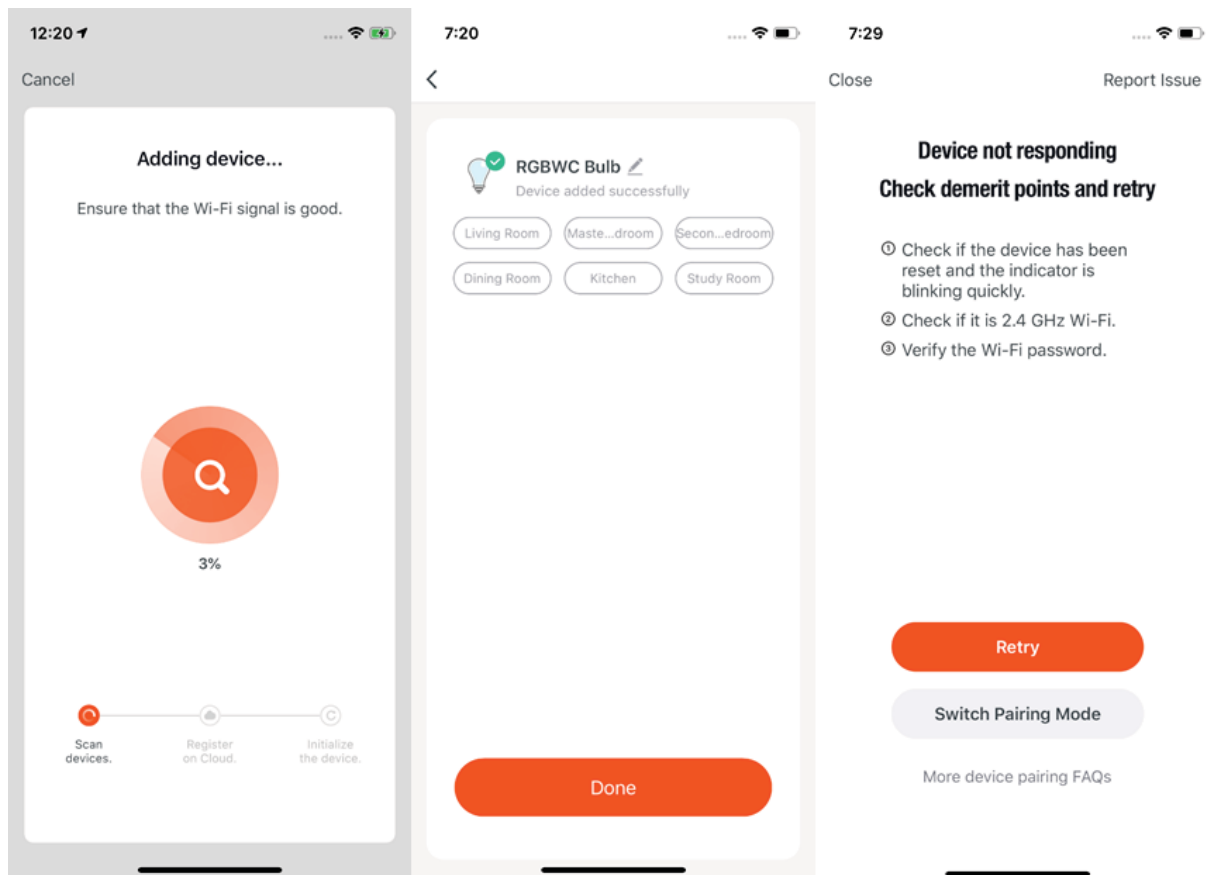 12:20
Cancel
Adding device...
Ensure that the Wi-Fi signal is good.
3%
Scan
devices.
Register
on Cloud.
Initialize
the device.
7:20
RGBWC Bulb
Device added successfully
Living Room
Maste...droom
Secon...edroom
Dining Room
Kitchen
Study Room
Done
7:29
Close
Report Issue
Device not responding
Check demerit points and retry
① Check if the device has been
reset and the indicator is
blinking quickly.
② Check if it is 2.4 GHz Wi-Fi.
③ Verify the Wi-Fi password.
Retry
Switch Pairing Mode
More device pairing FAQs